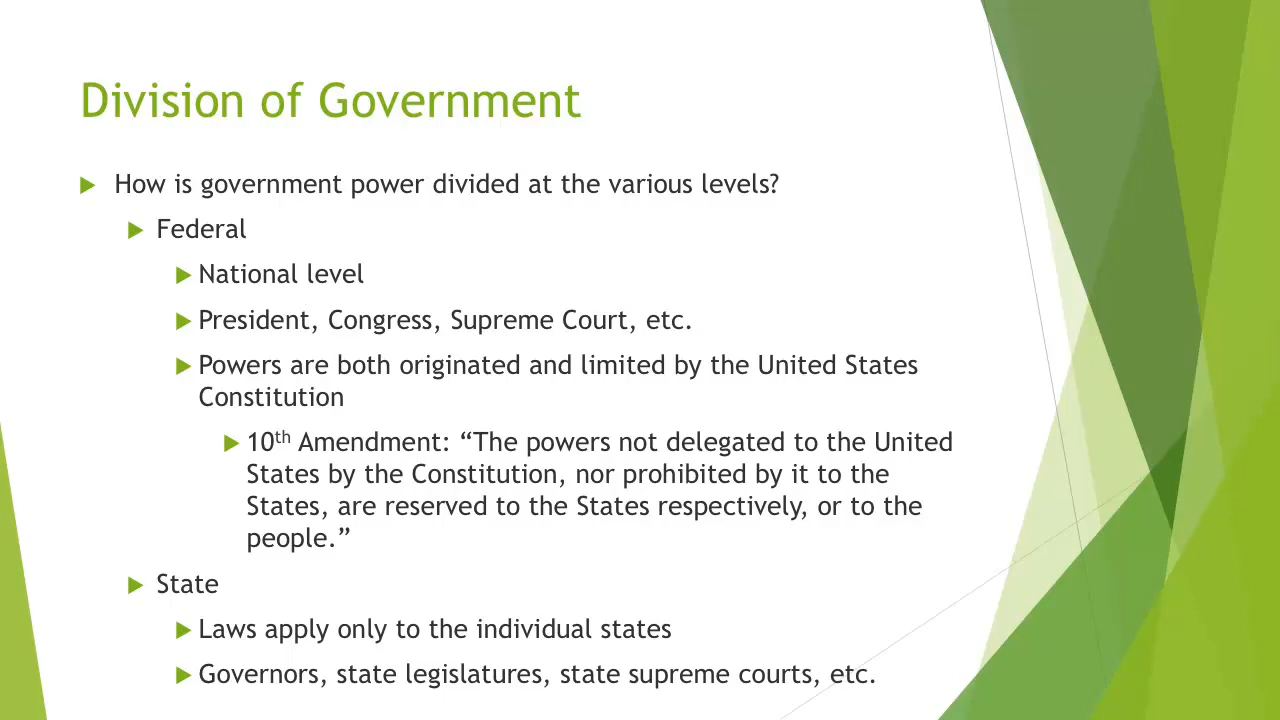 Division of Government
How is government power divided at the various levels?
Federal
National level
President, Congress, Supreme Court, etc.
Powers are both originated and limited by the United States
Constitution
10th Amendment: “The powers not delegated to the United
States by the Constitution, nor prohibited by it to the
States, are reserved to the States respectively, or to the
people.”
State
Laws apply only to the individual states
Governors, state legislatures, state supreme courts, etc.